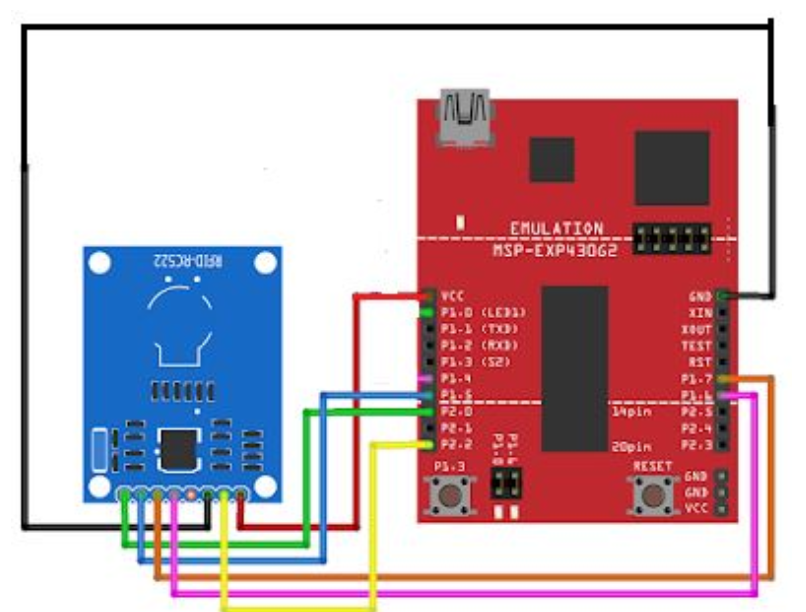 EMULATION
MSP-EXP430G2
RFID-RC522
VCC
P1.0 (LED1)
P1.1 (TXD)
P1.2 (RXD)
P1.3 (S2)
P1.4
P1.5
P2.0
P2.1
P2.2
GND
XIN
XOUT
TEST
RST
P1.7
P1.6
P2.5
P2.4
P2.3
14pin
20pin
P1.3
RESET
GND
GND
VCC